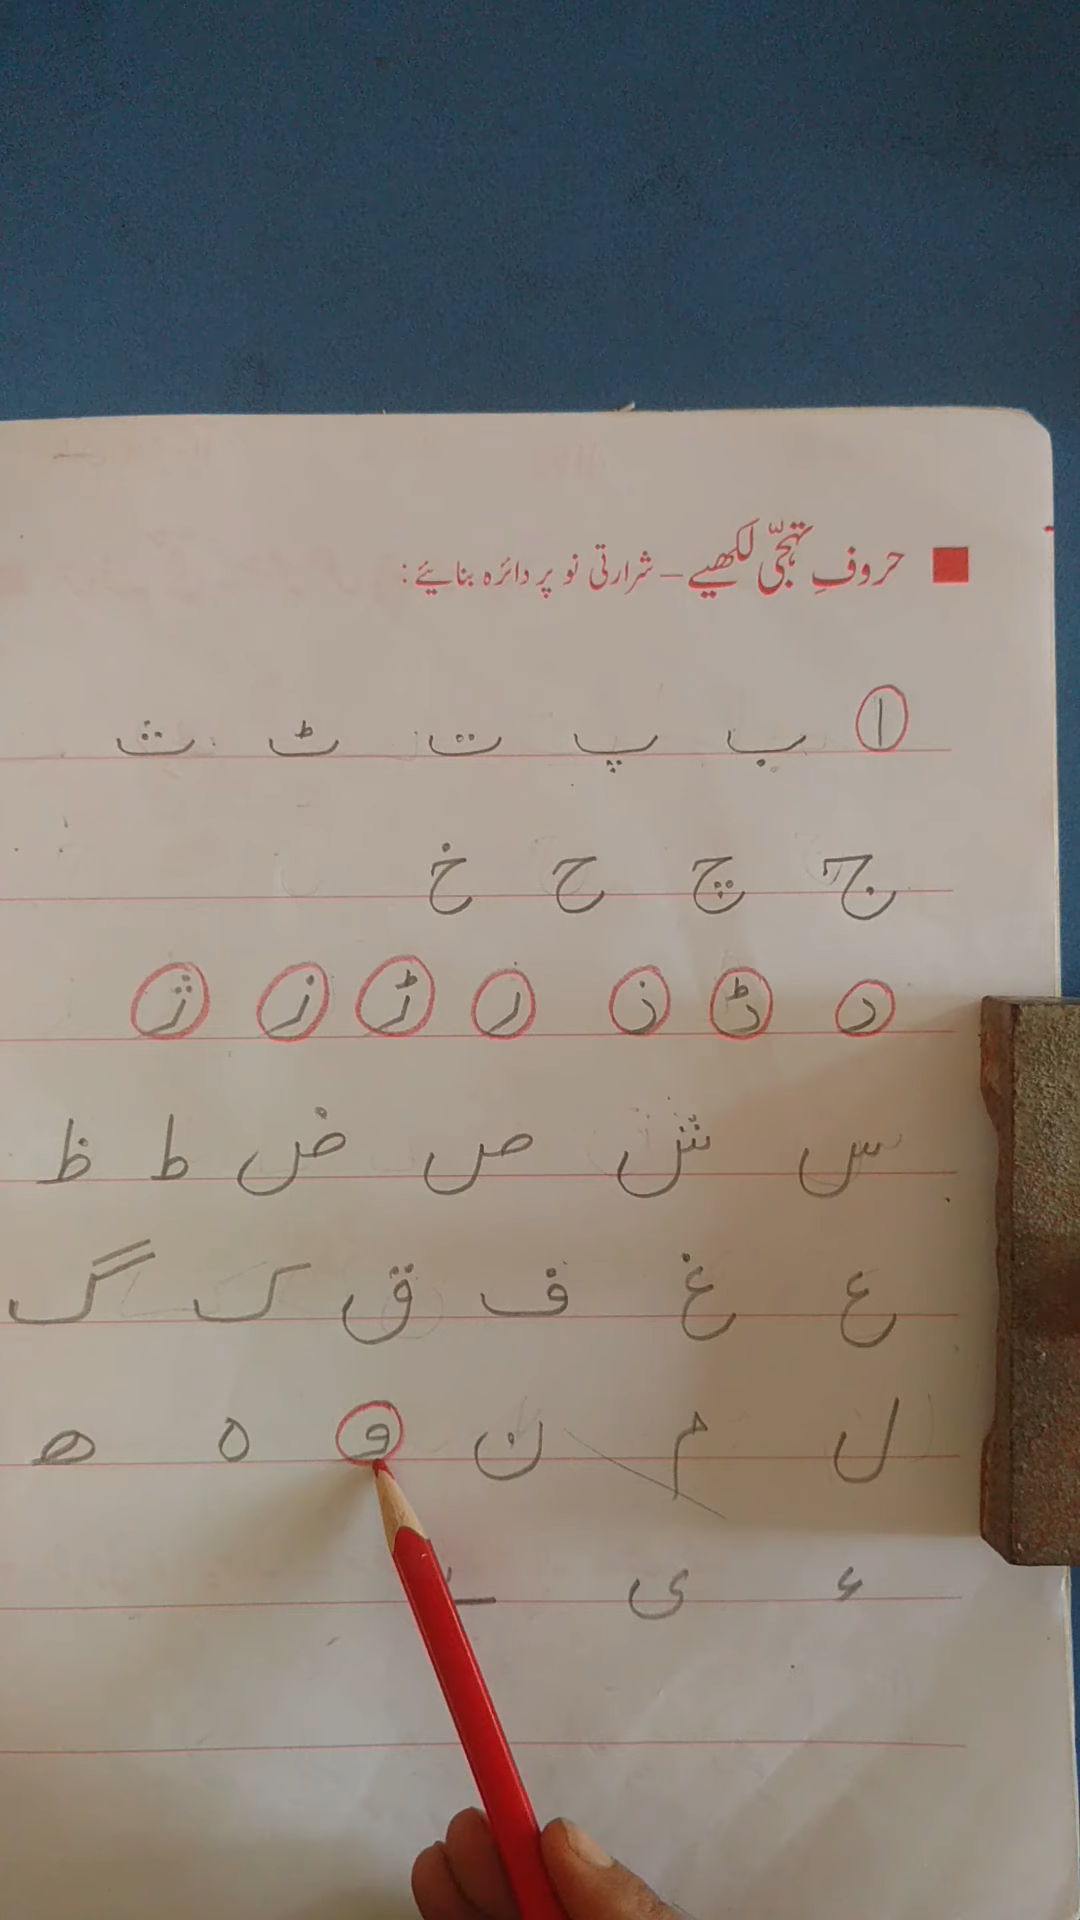 حروفِ تہجّی لکھیے – شرارتی نو پر دائرہ بنائیے:
ا ب پ ت ٹ ث
ج چ ح خ
د ڈ ذ ر ڑ ز ژ
س ش ص ض ط ظ
ع غ ف ق ک گ
ل م ن و ہ ھ
ء ی ے